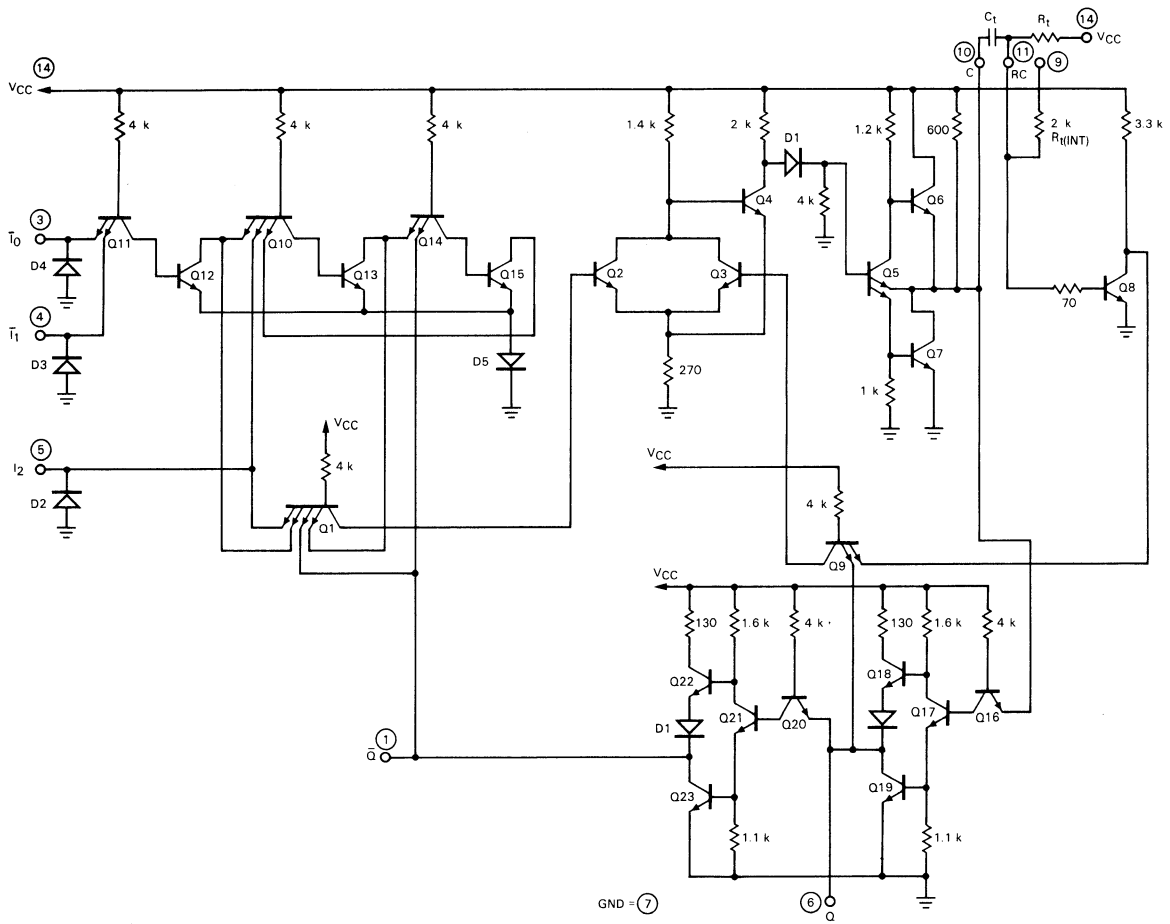 Ct
Rt
14
VCC
10
11
9
C
RC
14
VCC
4 k
4 k
4 k
1.4 k
2 k
D1
1.2 k
600
2 k
Rt(INT)
3.3 k
3
Ī0
Q11
Q10
Q14
Q4
4 k
Q6
D4
Q12
Q13
Q15
Q2
Q3
Q5
Q8
70
4
Ī1
D3
D5
270
Q7
1 k
VCC
5
I2
4 k
D2
Q1
VCC
4 k
Q9
VCC
130
1.6 k
4 k
130
1.6 k
4 k
Q22
Q18
D1
Q21
Q20
Q17
Q16
1
Q̄
Q23
Q19
1.1 k
1.1 k
GND = 7
6
Q